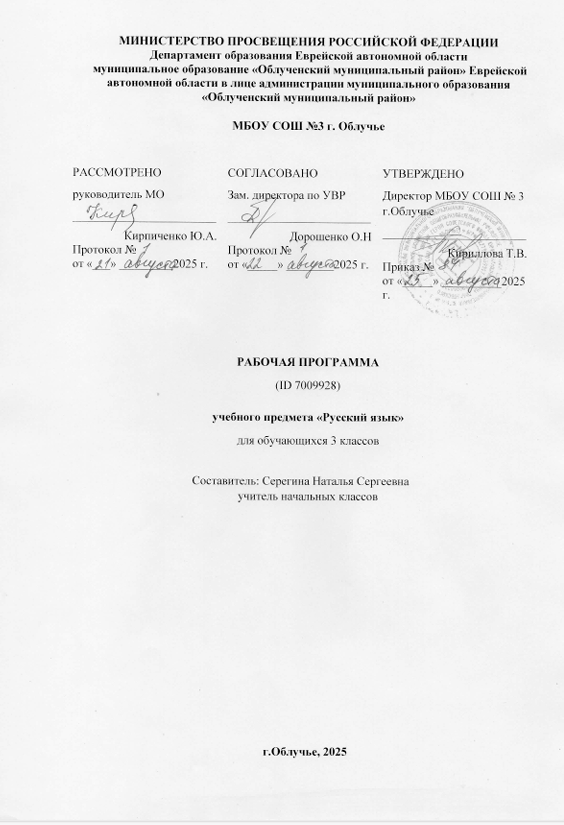 МИНИСТЕРСТВО ПРОСВЕЩЕНИЯ РОССИЙСКОЙ ФЕДЕРАЦИИ
Департамент образования Еврейской автономной области
муниципальное образование «Облученский муниципальный район» Еврейской
автономной области в лице администрации муниципального образования
«Облученский муниципальный район»
МБОУ СОШ №3 г. Облучье
РАССМОТРЕНО
руководитель МО
Кирпиченко Ю.А.
Протокол № 1
от «21» августа 2025 г.
СОГЛАСОВАНО
Зам. директора по УВР
Дорошенко О.Н
Протокол № 1
от «22» августа 2025 г.
УТВЕРЖДЕНО
Директор МБОУ СОШ № 3
г.Облучье
Кириллова Т.В.
Приказ №
от «25» августа 2025
г.
РАБОЧАЯ ПРОГРАММА
(ID 7009928)
учебного предмета «Русский язык»
для обучающихся 3 классов
Составитель: Серегина Наталья Сергеевна
учитель начальных классов
г.Облучье, 2025